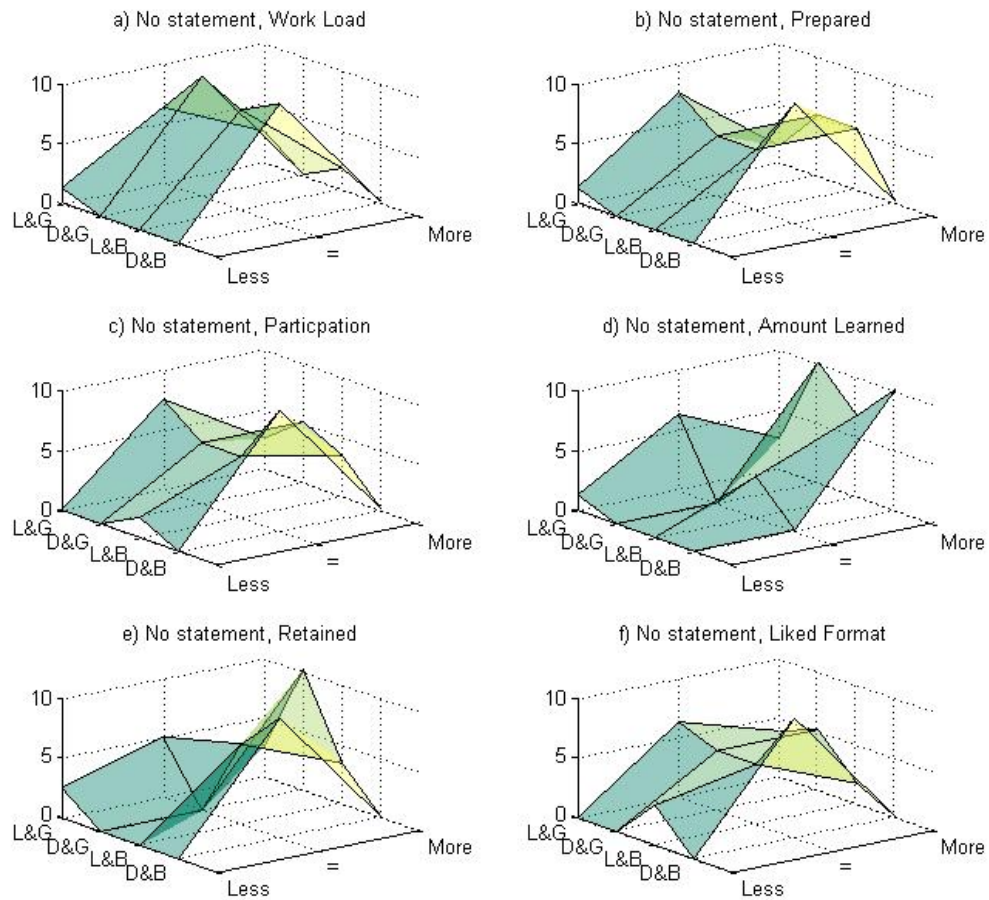 a) No statement, Work Load
10
5
0
L&G
D&G
L&B
D&B
Less
=
More
b) No statement, Prepared
10
5
0
L&G
D&G
L&B
D&B
Less
=
More
c) No statement, Particpation
10
5
0
L&G
D&G
L&B
D&B
Less
=
More
d) No statement, Amount Learned
10
5
0
L&G
D&G
L&B
D&B
Less
=
More
e) No statement, Retained
10
5
0
L&G
D&G
L&B
D&B
Less
=
More
f) No statement, Liked Format
10
5
0
L&G
D&G
L&B
D&B
Less
=
More